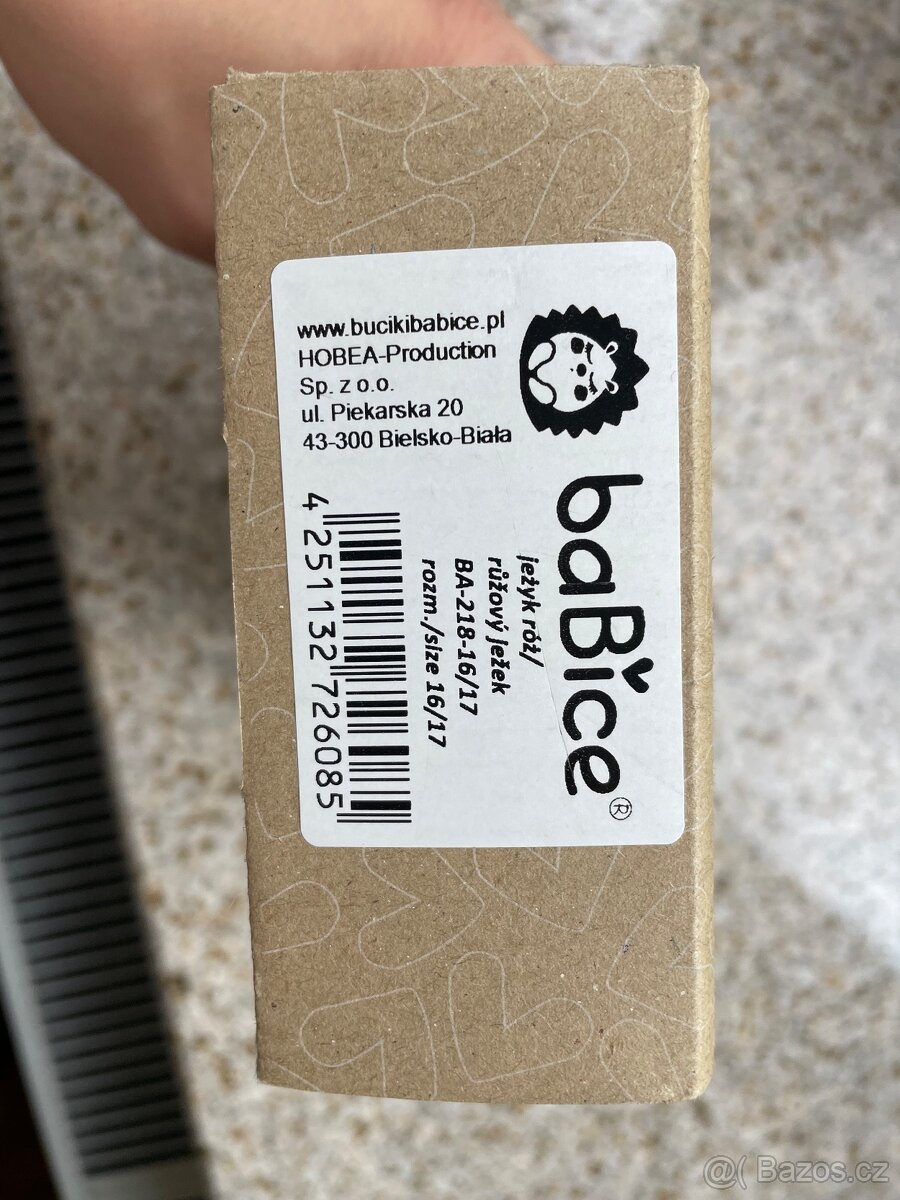 www.bucikibabice.pl
HOBEA-Production
Sp. z o.o.
ul. Piekarska 20
43-300 Bielsko-Biała
baBice®
jeżyk róż/
růžový ježek
BA-218-16/17
rozm./size 16/17
4 251132 726085
@( Bazos.cz